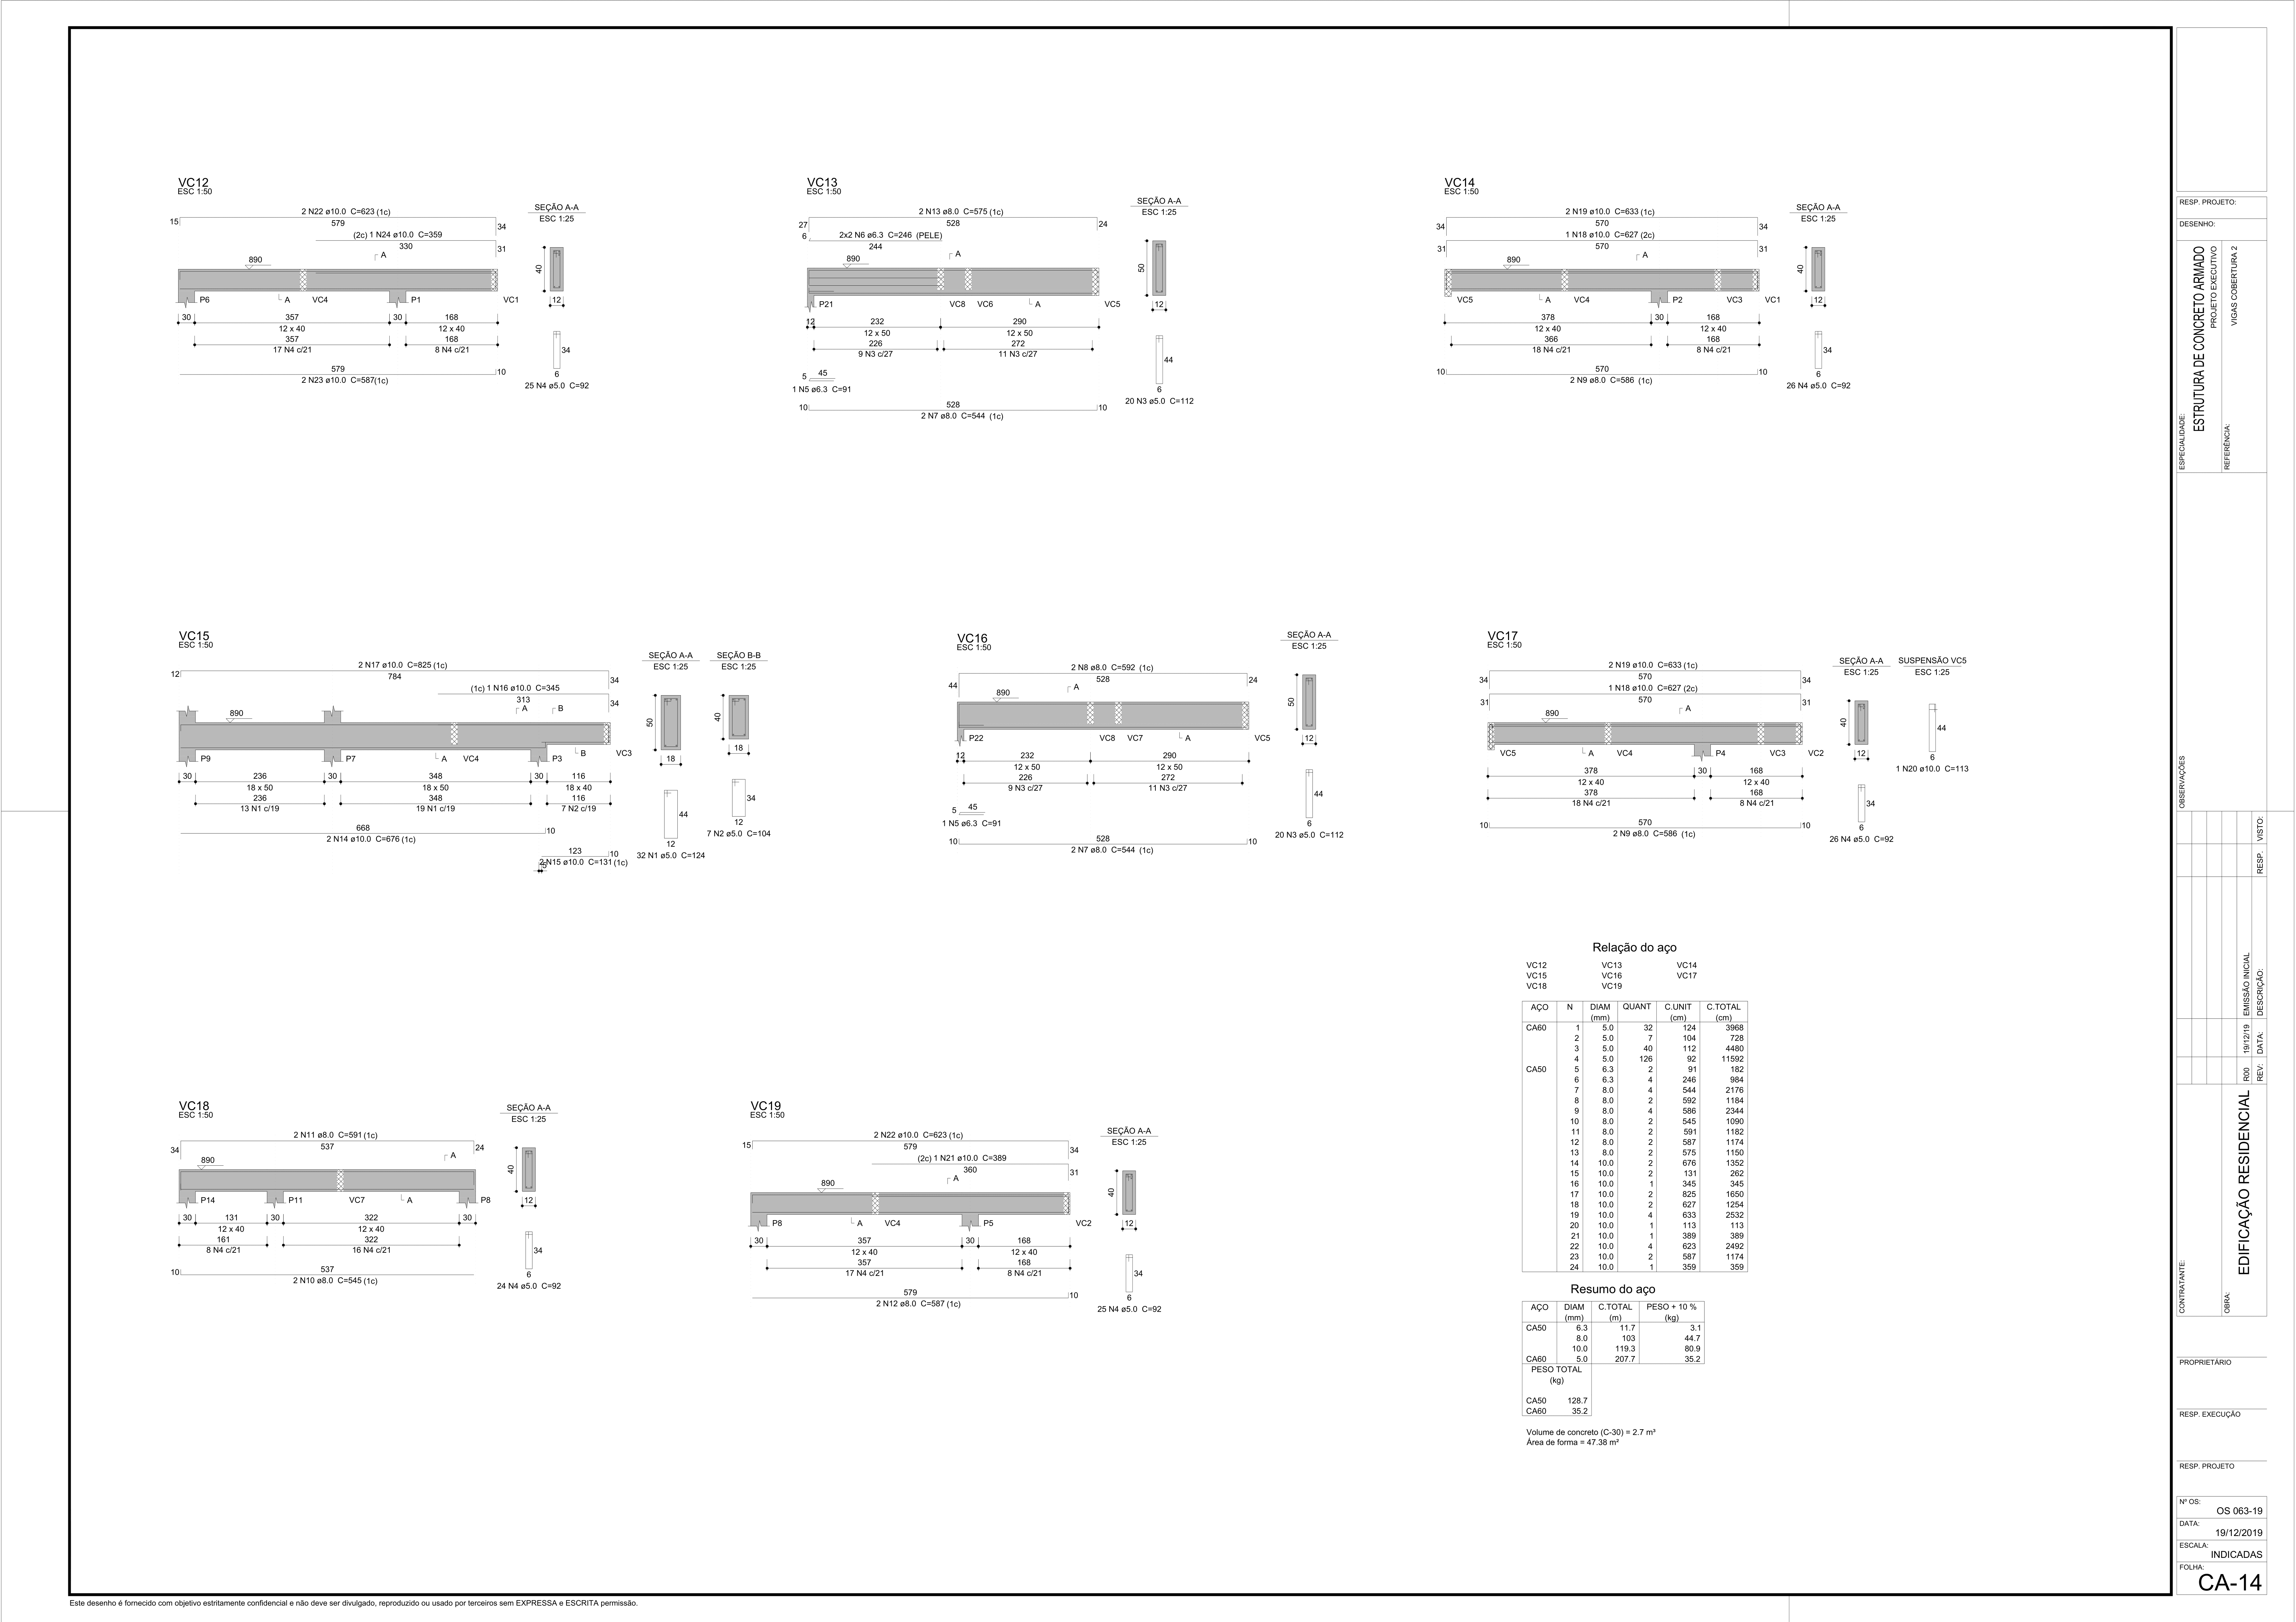 VC12
ESC 1:50
2 N22 ø10.0 C=623 (1c)
15
579
34
(2c) 1 N24 ø10.0 C=359
330
31
890
A
P6
A
VC4
P1
VC1
30
357
30
168
12 x 40
12 x 40
357
168
17 N4 c/21
8 N4 c/21
579
10
2 N23 ø10.0 C=587(1c)
SEÇÃO A-A
ESC 1:25
40
12
34
6
25 N4 ø5.0 C=92
VC13
ESC 1:50
2 N13 ø8.0 C=575 (1c)
27
528
24
6
2x2 N6 ø6.3 C=246 (PELE)
244
890
A
P21
VC8
VC6
A
VC5
12
232
290
12 x 50
12 x 50
226
272
9 N3 c/27
11 N3 c/27
5
45
1 N5 ø6.3 C=91
10
528
10
2 N7 ø8.0 C=544 (1c)
SEÇÃO A-A
ESC 1:25
50
12
44
6
20 N3 ø5.0 C=112
VC14
ESC 1:50
2 N19 ø10.0 C=633 (1c)
34
570
34
1 N18 ø10.0 C=627 (2c)
31
570
31
890
A
VC5
A
VC4
P2
VC3
VC1
378
30
168
12 x 40
12 x 40
366
168
18 N4 c/21
8 N4 c/21
10
570
10
2 N9 ø8.0 C=586 (1c)
SEÇÃO A-A
ESC 1:25
40
12
34
6
26 N4 ø5.0 C=92
VC15
ESC 1:50
2 N17 ø10.0 C=825 (1c)
12
784
34
(1c) 1 N16 ø10.0 C=345
313
34
890
A
B
P9
P7
A
VC4
P3
B
VC3
30
236
30
348
30
116
18 x 50
18 x 50
18 x 40
236
348
116
13 N1 c/19
19 N1 c/19
7 N2 c/19
668
10
2 N14 ø10.0 C=676 (1c)
123
10
2 N15 ø10.0 C=131 (1c)
SEÇÃO A-A
ESC 1:25
50
18
44
12
32 N1 ø5.0 C=124
SEÇÃO B-B
ESC 1:25
40
18
34
12
7 N2 ø5.0 C=104
VC16
ESC 1:50
2 N8 ø8.0 C=592 (1c)
44
528
24
890
A
P22
VC8
VC7
A
VC5
12
232
290
12 x 50
12 x 50
226
272
9 N3 c/27
11 N3 c/27
5
45
1 N5 ø6.3 C=91
10
528
10
2 N7 ø8.0 C=544 (1c)
SEÇÃO A-A
ESC 1:25
50
12
44
6
20 N3 ø5.0 C=112
VC17
ESC 1:50
2 N19 ø10.0 C=633 (1c)
34
570
34
1 N18 ø10.0 C=627 (2c)
31
570
31
890
A
VC5
A
VC4
P4
VC3
VC2
378
30
168
12 x 40
12 x 40
378
168
18 N4 c/21
8 N4 c/21
10
570
10
2 N9 ø8.0 C=586 (1c)
SEÇÃO A-A
ESC 1:25
40
12
34
6
26 N4 ø5.0 C=92
SUSPENSÃO VC5
ESC 1:25
44
6
1 N20 ø10.0 C=113
VC18
ESC 1:50
2 N11 ø8.0 C=591 (1c)
34
537
24
890
A
P14
P11
VC7
A
P8
30
131
30
322
30
12 x 40
12 x 40
161
322
8 N4 c/21
16 N4 c/21
10
537
2 N10 ø8.0 C=545 (1c)
SEÇÃO A-A
ESC 1:25
40
12
34
6
24 N4 ø5.0 C=92
VC19
ESC 1:50
2 N22 ø10.0 C=623 (1c)
15
579
34
(2c) 1 N21 ø10.0 C=389
360
31
890
A
P8
A
VC4
P5
VC2
30
357
30
168
12 x 40
12 x 40
357
168
17 N4 c/21
8 N4 c/21
579
10
2 N12 ø8.0 C=587 (1c)
SEÇÃO A-A
ESC 1:25
40
12
34
6
25 N4 ø5.0 C=92
Relação do aço
VC12 VC13 VC14
VC15 VC16 VC17
VC18 VC19
AÇO N DIAM QUANT C.UNIT C.TOTAL
(mm) (cm) (cm)
CA60 1 5.0 32 124 3968
2 5.0 7 104 728
3 5.0 40 112 4480
4 5.0 126 92 11592
CA50 5 6.3 2 91 182
6 6.3 4 246 984
7 8.0 4 544 2176
8 8.0 2 592 1184
9 8.0 4 586 2344
10 8.0 2 545 1090
11 8.0 2 591 1182
12 8.0 2 587 1174
13 8.0 2 575 1150
14 10.0 2 676 1352
15 10.0 2 131 262
16 10.0 1 345 345
17 10.0 2 825 1650
18 10.0 2 627 1254
19 10.0 4 633 2532
20 10.0 1 113 113
21 10.0 1 389 389
22 10.0 4 623 2492
23 10.0 2 587 1174
24 10.0 1 359 359
Resumo do aço
AÇO DIAM C.TOTAL PESO + 10 %
(mm) (m) (kg)
CA50 6.3 11.7 3.1
8.0 103 44.7
10.0 119.3 80.9
CA60 5.0 207.7 35.2
PESO TOTAL
(kg)
CA50 128.7
CA60 35.2
Volume de concreto (C-30) = 2.7 m³
Área de forma = 47.38 m²
RESP. PROJETO:
DESENHO:
ESPECIALIDADE:
ESTRUTURA DE CONCRETO ARMADO
PROJETO EXECUTIVO
REFERÊNCIA:
VIGAS COBERTURA 2
OBSERVAÇÕES
R00 19/12/19 EMISSÃO INICIAL
REV: DATA: DESCRIÇÃO: RESP. VISTO:
CONTRATANTE:
OBRA:
EDIFICAÇÃO RESIDENCIAL
PROPRIETÁRIO
RESP. EXECUÇÃO
RESP. PROJETO
Nº OS:
OS 063-19
DATA:
19/12/2019
ESCALA:
INDICADAS
FOLHA:
CA-14
Este desenho é fornecido com objetivo estritamente confidencial e não deve ser divulgado, reproduzido ou usado por terceiros sem EXPRESSA e ESCRITA permissão.